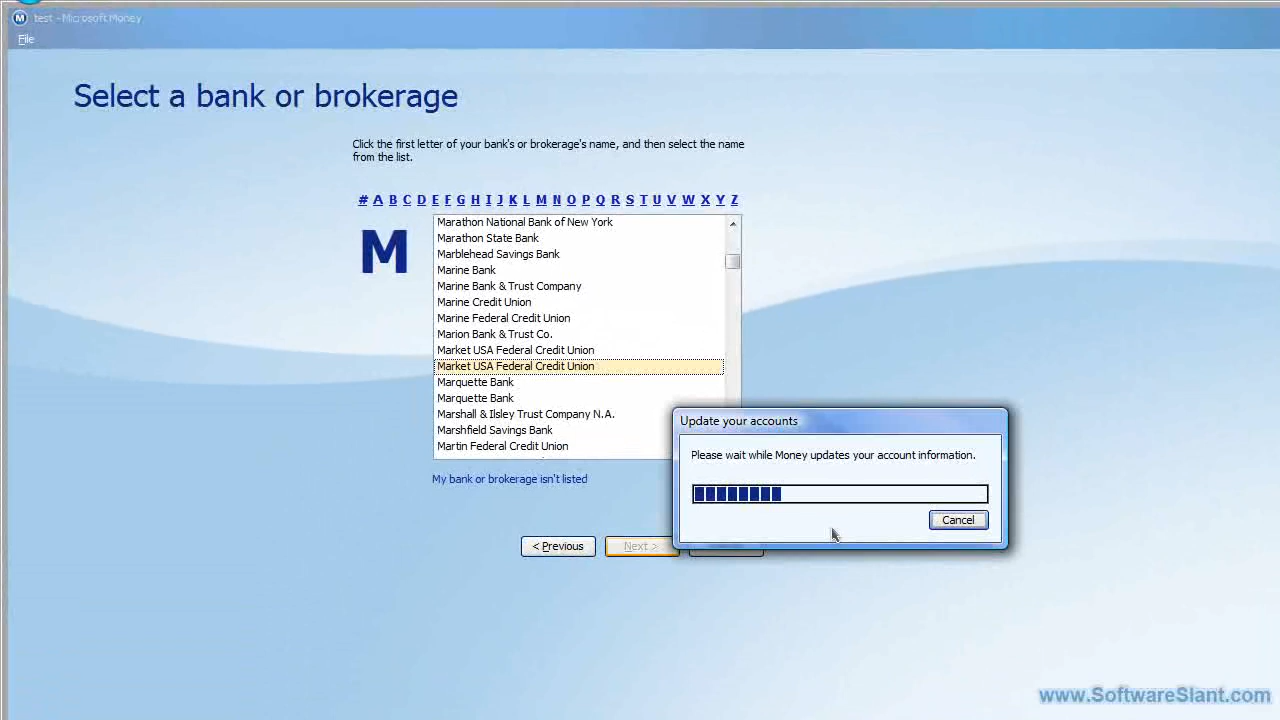 test - Microsoft Money
File
Select a bank or brokerage
Click the first letter of your bank's or brokerage's name, and then select the name
from the list.
# A B C D E F G H I J K L M N O P Q R S T U V W X Y Z
M
Marathon National Bank of New York
Marathon State Bank
Marblehead Savings Bank
Marine Bank
Marine Bank & Trust Company
Marine Credit Union
Marine Federal Credit Union
Marion Bank & Trust Co.
Market USA Federal Credit Union
Market USA Federal Credit Union
Marquette Bank
Marquette Bank
Marshall & Ilsley Trust Company N.A.
Marshfield Savings Bank
Martin Federal Credit Union
My bank or brokerage isn't listed
Update your accounts
Please wait while Money updates your account information.
Cancel
< Previous
Next >
www.SoftwareSlant.com